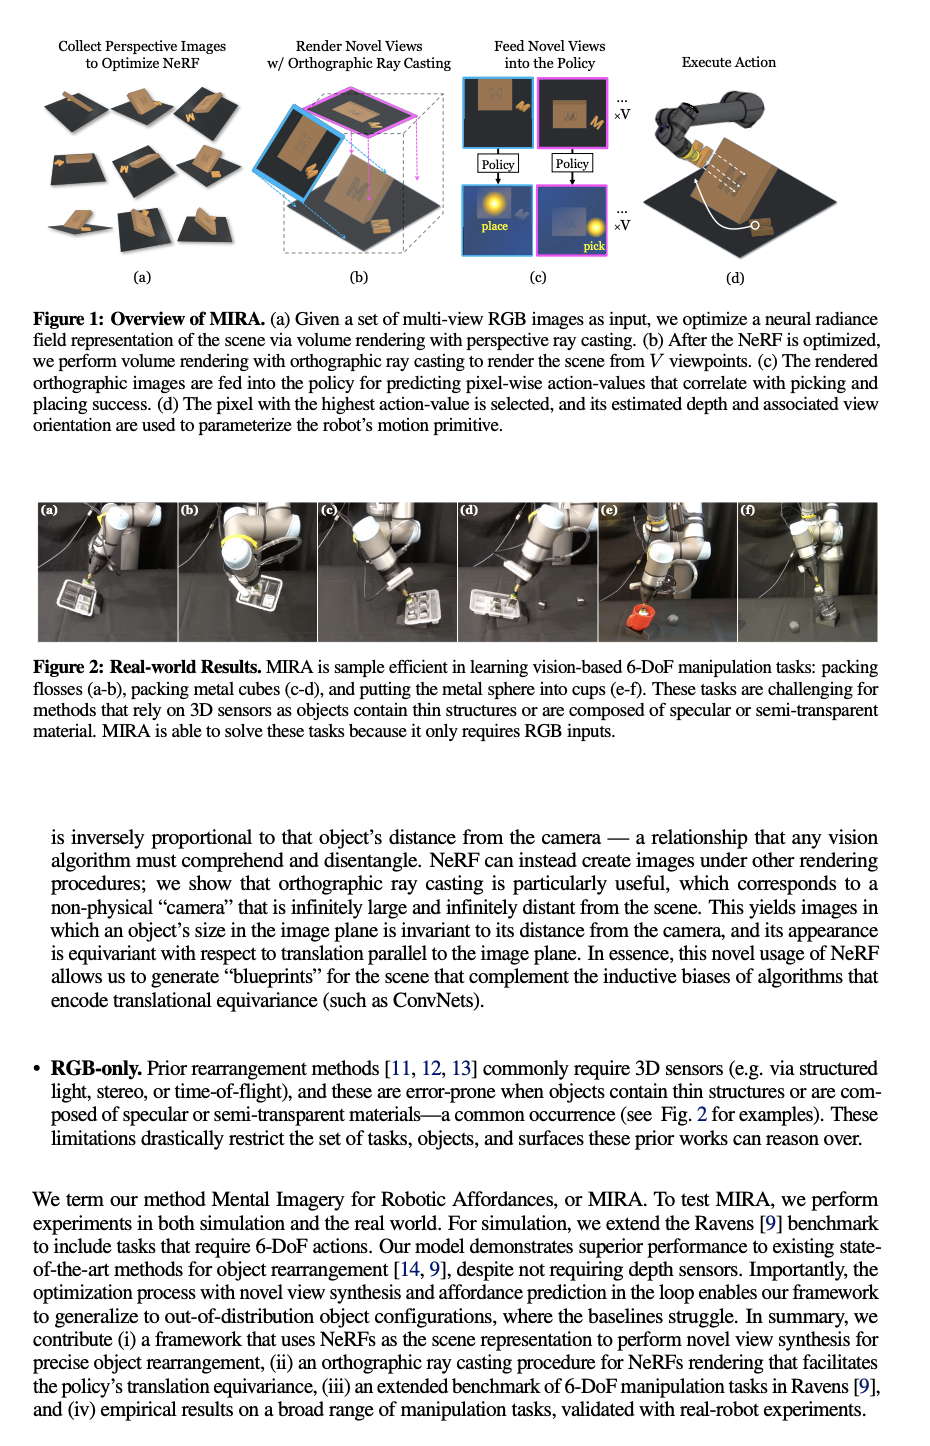 Collect Perspective Images
to Optimize NeRF
Render Novel Views
w/ Orthographic Ray Casting
Feed Novel Views
into the Policy
Execute Action
...
×V
Policy
Policy
place
pick
...
×V
(a)
(b)
(c)
(d)
Figure 1: Overview of MIRA. (a) Given a set of multi-view RGB images as input, we optimize a neural radiance
field representation of the scene via volume rendering with perspective ray casting. (b) After the NeRF is optimized,
we perform volume rendering with orthographic ray casting to render the scene from V viewpoints. (c) The rendered
orthographic images are fed into the policy for predicting pixel-wise action-values that correlate with picking and
placing success. (d) The pixel with the highest action-value is selected, and its estimated depth and associated view
orientation are used to parameterize the robot's motion primitive.
(a)
(b)
(c)
(d)
(e)
(f)
Figure 2: Real-world Results. MIRA is sample efficient in learning vision-based 6-DoF manipulation tasks: packing
flosses (a-b), packing metal cubes (c-d), and putting the metal sphere into cups (e-f). These tasks are challenging for
methods that rely on 3D sensors as objects contain thin structures or are composed of specular or semi-transparent
material. MIRA is able to solve these tasks because it only requires RGB inputs.
is inversely proportional to that object's distance from the camera — a relationship that any vision
algorithm must comprehend and disentangle. NeRF can instead create images under other rendering
procedures; we show that orthographic ray casting is particularly useful, which corresponds to a
non-physical “camera” that is infinitely large and infinitely distant from the scene. This yields images in
which an object's size in the image plane is invariant to its distance from the camera, and its appearance
is equivariant with respect to translation parallel to the image plane. In essence, this novel usage of NeRF
allows us to generate “blueprints” for the scene that complement the inductive biases of algorithms that
encode translational equivariance (such as ConvNets).
• RGB-only. Prior rearrangement methods [11, 12, 13] commonly require 3D sensors (e.g. via structured
light, stereo, or time-of-flight), and these are error-prone when objects contain thin structures or are com-
posed of specular or semi-transparent materials—a common occurrence (see Fig. 2 for examples). These
limitations drastically restrict the set of tasks, objects, and surfaces these prior works can reason over.
We term our method Mental Imagery for Robotic Affordances, or MIRA. To test MIRA, we perform
experiments in both simulation and the real world. For simulation, we extend the Ravens [9] benchmark
to include tasks that require 6-DoF actions. Our model demonstrates superior performance to existing state-
of-the-art methods for object rearrangement [14, 9], despite not requiring depth sensors. Importantly, the
optimization process with novel view synthesis and affordance prediction in the loop enables our framework
to generalize to out-of-distribution object configurations, where the baselines struggle. In summary, we
contribute (i) a framework that uses NeRFs as the scene representation to perform novel view synthesis for
precise object rearrangement, (ii) an orthographic ray casting procedure for NeRFs rendering that facilitates
the policy's translation equivariance, (iii) an extended benchmark of 6-DoF manipulation tasks in Ravens [9],
and (iv) empirical results on a broad range of manipulation tasks, validated with real-robot experiments.